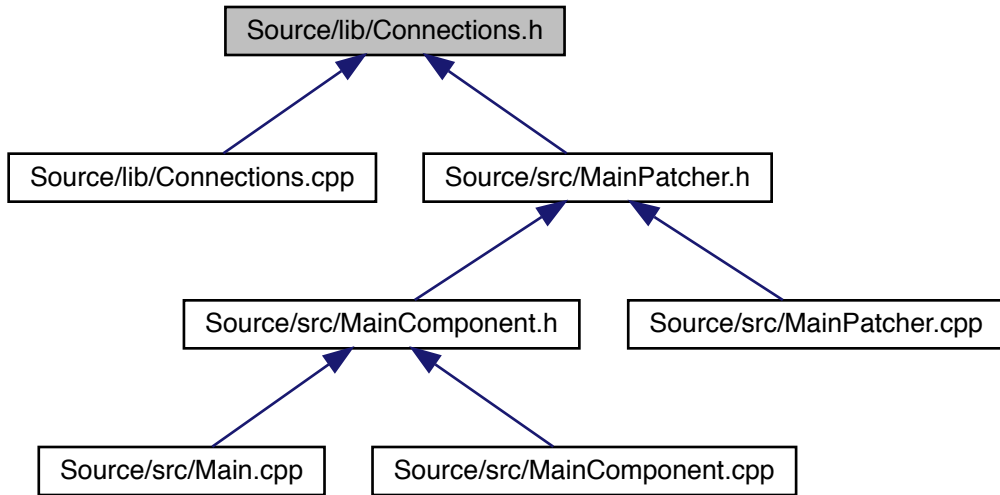 Source/lib/Connections.h
Source/lib/Connections.cpp
Source/src/MainPatcher.h
Source/src/MainComponent.h
Source/src/MainPatcher.cpp
Source/src/Main.cpp
Source/src/MainComponent.cpp